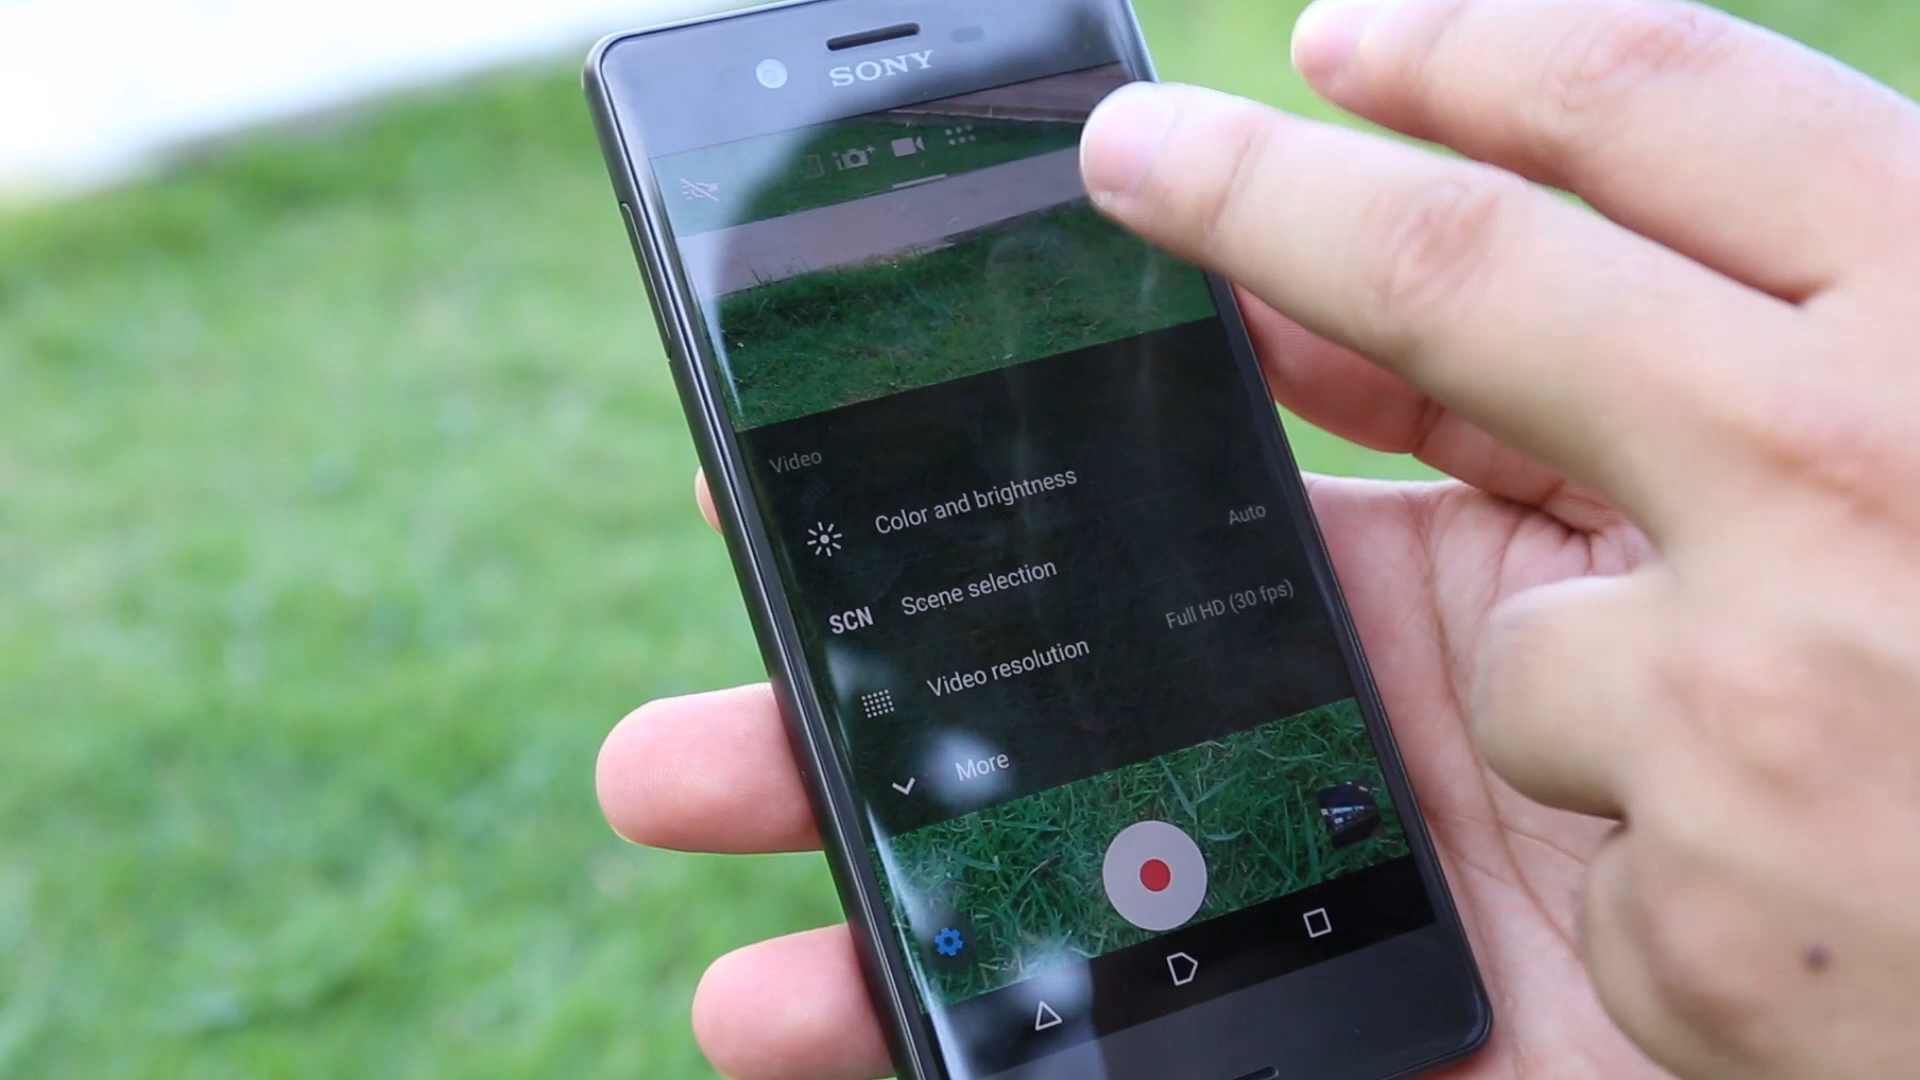 SONY
Video
Color and brightness
SCN Scene selection Auto
Video resolution Full HD (30 fps)
More